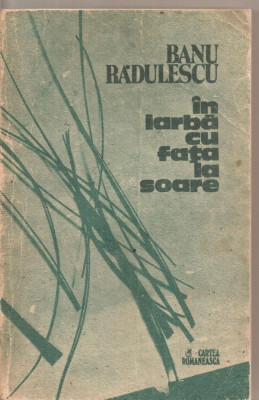 BANU
RĂDULESCU
în
iarbă
cu
fața
la
soare
CARTEA
ROMÂNEASCĂ